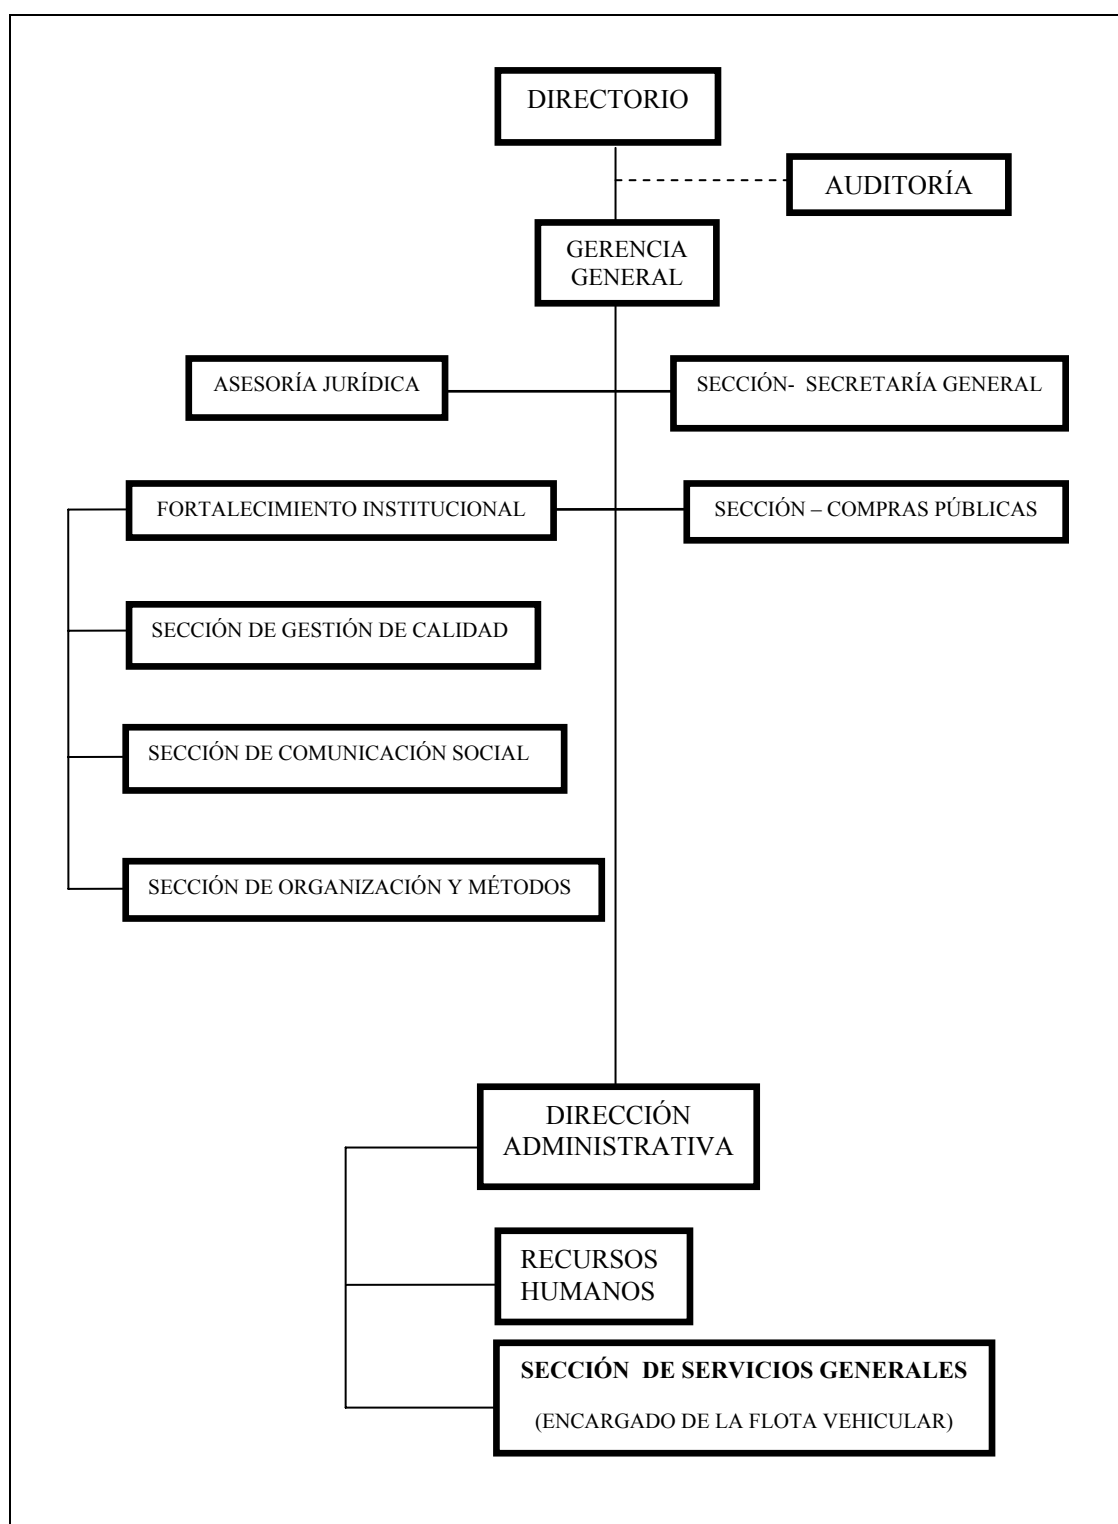 DIRECTORIO
AUDITORÍA
GERENCIA
GENERAL
ASESORÍA JURÍDICA
SECCIÓN- SECRETARÍA GENERAL
FORTALECIMIENTO INSTITUCIONAL
SECCIÓN – COMPRAS PÚBLICAS
SECCIÓN DE GESTIÓN DE CALIDAD
SECCIÓN DE COMUNICACIÓN SOCIAL
SECCIÓN DE ORGANIZACIÓN Y MÉTODOS
DIRECCIÓN
ADMINISTRATIVA
RECURSOS
HUMANOS
SECCIÓN DE SERVICIOS GENERALES
(ENCARGADO DE LA FLOTA VEHICULAR)